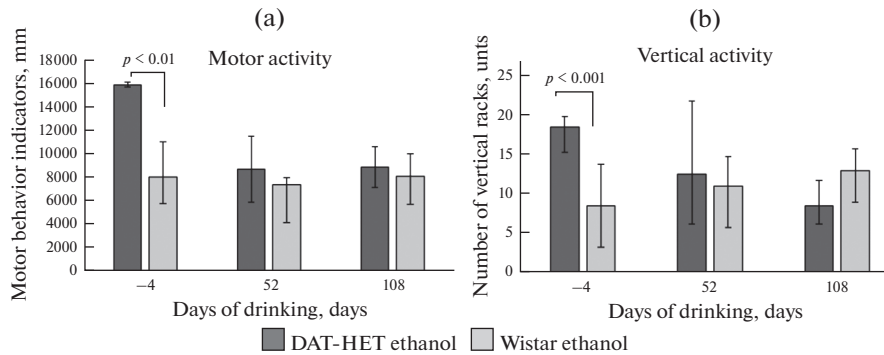 (a)
Motor behavior indicators, mm
18000
16000
14000
12000
10000
8000
6000
4000
2000
0
p < 0.01
Motor activity
−4
52
108
Days of drinking, days
(b)
Number of vertical racks, unts
25
20
15
10
5
0
p < 0.001
Vertical activity
−4
52
108
Days of drinking, days
DAT-HET ethanol
Wistar ethanol